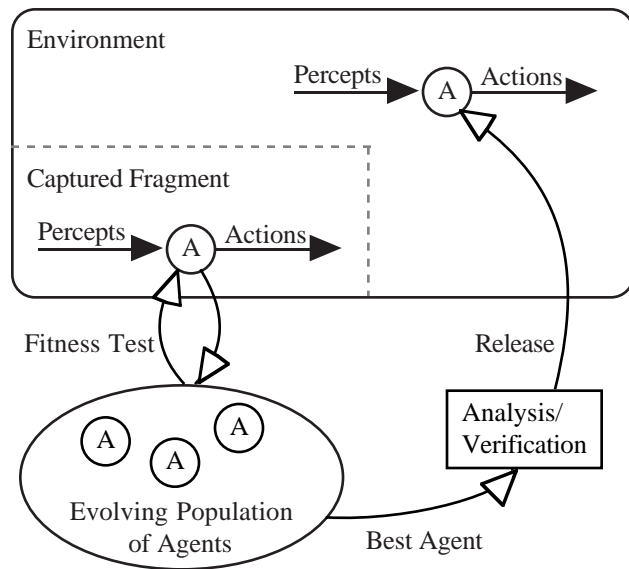 Environment
Percepts
A
Actions
Captured Fragment
Percepts
A
Actions
Fitness Test
Release
A
A
A
Analysis/
Verification
Evolving Population
of Agents
Best Agent